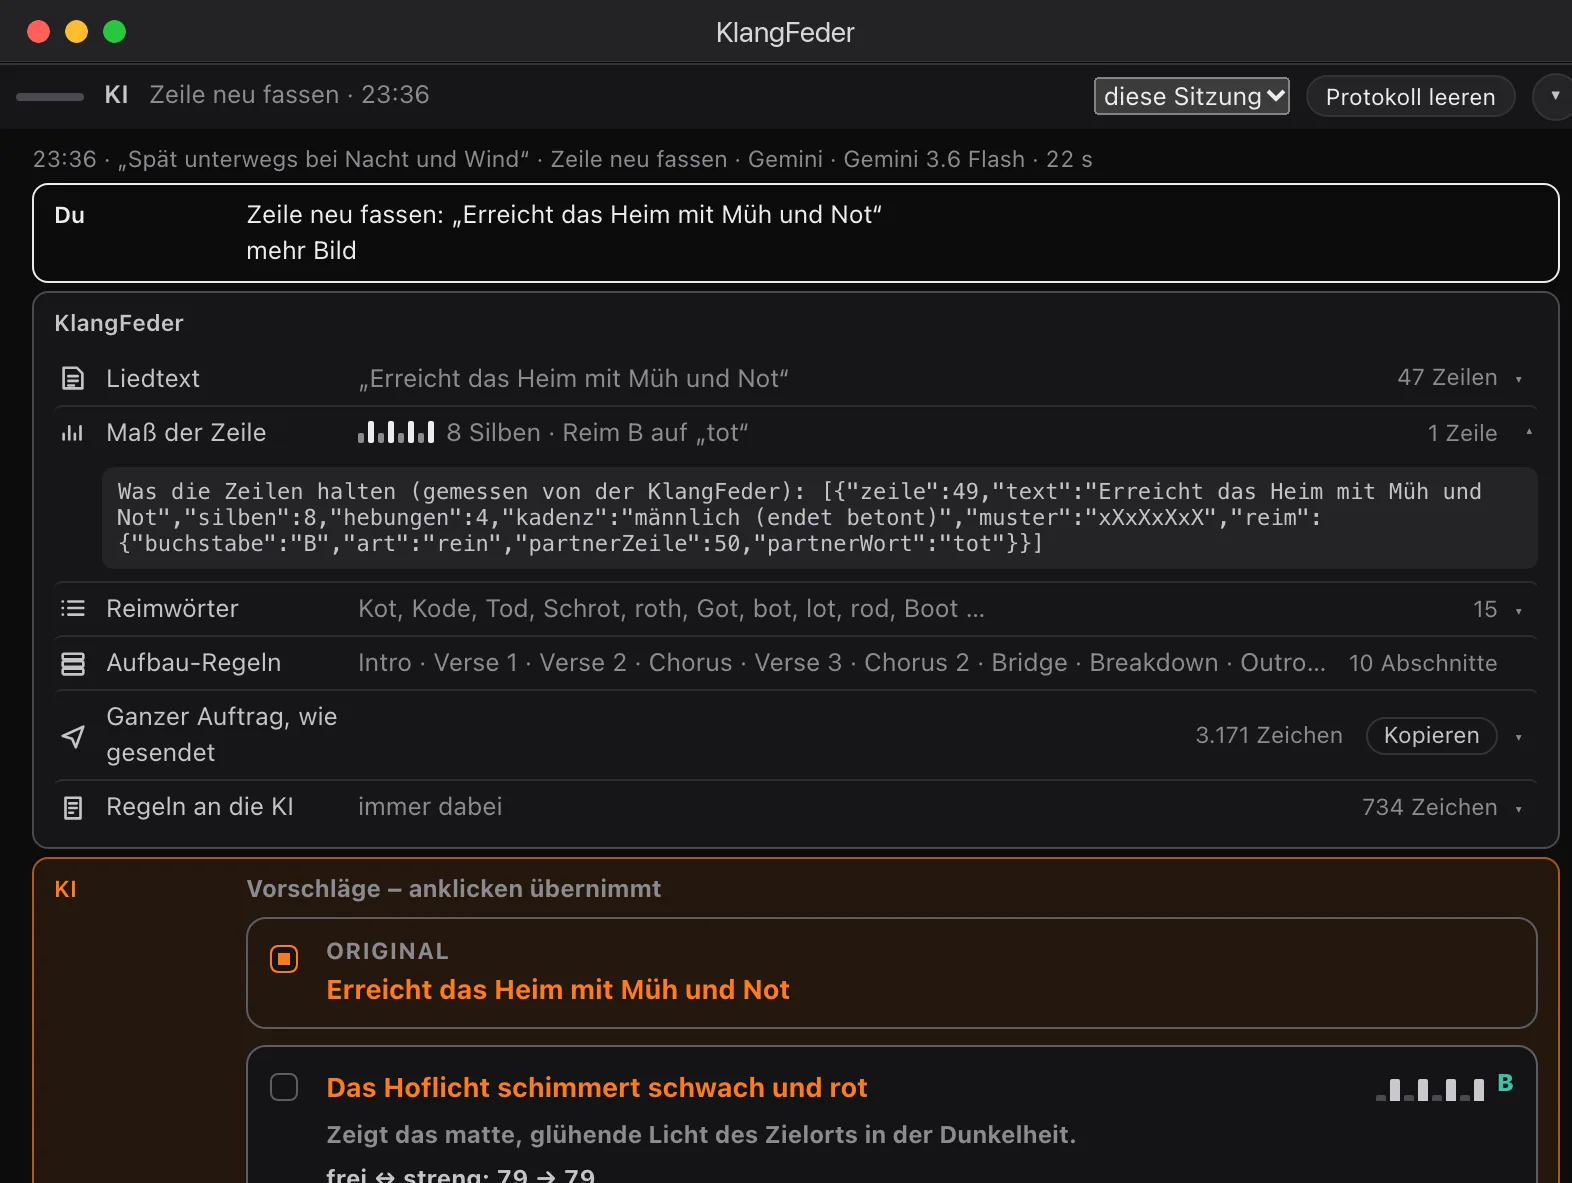 KlangFeder
KI Zeile neu fassen · 23:36 diese Sitzung Protokoll leeren
23:36 · „Spät unterwegs bei Nacht und Wind“ · Zeile neu fassen · Gemini · Gemini 3.6 Flash · 22 s
Du Zeile neu fassen: „Erreicht das Heim mit Müh und Not“
mehr Bild
KlangFeder
Liedtext „Erreicht das Heim mit Müh und Not“ 47 Zeilen
Maß der Zeile 8 Silben · Reim B auf „tot“ 1 Zeile
Was die Zeilen halten (gemessen von der KlangFeder): [{"zeile":49,"text":"Erreicht das Heim mit Müh und
Not","silben":8,"hebungen":4,"kadenz":"männlich (endet betont)","muster":"xXxXxXxX","reim":
{"buchstabe":"B","art":"rein","partnerZeile":50,"partnerWort":"tot"}}]
Reimwörter Kot, Kode, Tod, Schrot, roth, Got, bot, lot, rod, Boot ... 15
Aufbau-Regeln Intro · Verse 1 · Verse 2 · Chorus · Verse 3 · Chorus 2 · Bridge · Breakdown · Outro... 10 Abschnitte
Ganzer Auftrag, wie
gesendet 3.171 Zeichen Kopieren
Regeln an die KI immer dabei 734 Zeichen
KI Vorschläge – anklicken übernimmt
ORIGINAL
Erreicht das Heim mit Müh und Not
Das Hoflicht schimmert schwach und rot B
Zeigt das matte, glühende Licht des Zielorts in der Dunkelheit.
frei ↔ streng: 79 → 79